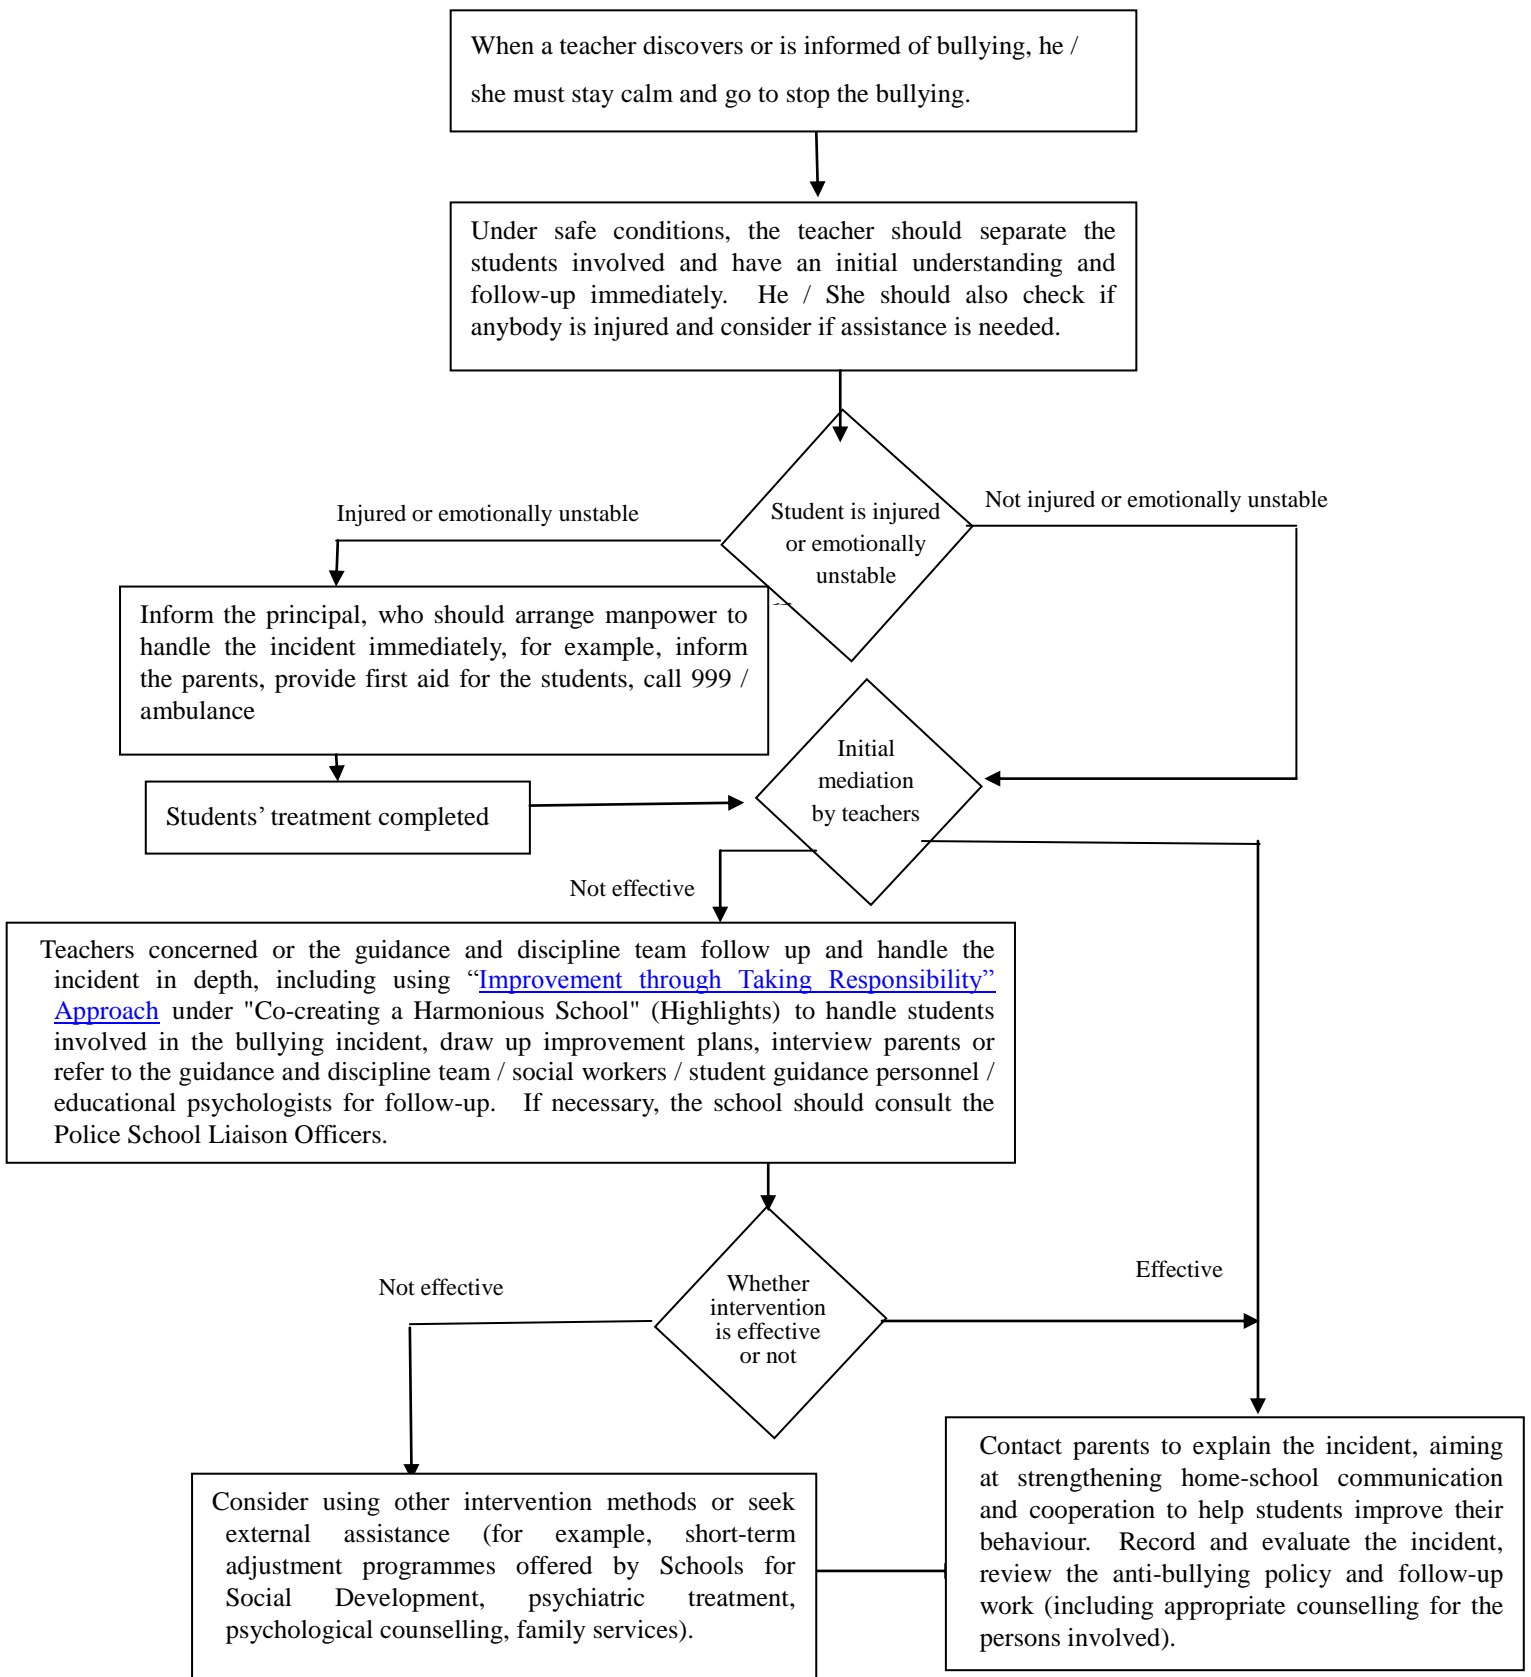 When a teacher discovers or is informed of bullying, he /
she must stay calm and go to stop the bullying.
Under safe conditions, the teacher should separate the
students involved and have an initial understanding and
follow-up immediately. He / She should also check if
anybody is injured and consider if assistance is needed.
Student is injured
or emotionally
unstable
Injured or emotionally unstable
Not injured or emotionally unstable
Inform the principal, who should arrange manpower to
handle the incident immediately, for example, inform
the parents, provide first aid for the students, call 999 /
ambulance
Students’ treatment completed
Initial
mediation
by teachers
Not effective
Teachers concerned or the guidance and discipline team follow up and handle the
incident in depth, including using “Improvement through Taking Responsibility”
Approach under "Co-creating a Harmonious School" (Highlights) to handle students
involved in the bullying incident, draw up improvement plans, interview parents or
refer to the guidance and discipline team / social workers / student guidance personnel /
educational psychologists for follow-up. If necessary, the school should consult the
Police School Liaison Officers.
Whether
intervention
is effective
or not
Not effective
Effective
Consider using other intervention methods or seek
external assistance (for example, short-term
adjustment programmes offered by Schools for
Social Development, psychiatric treatment,
psychological counselling, family services).
Contact parents to explain the incident, aiming
at strengthening home-school communication
and cooperation to help students improve their
behaviour. Record and evaluate the incident,
review the anti-bullying policy and follow-up
work (including appropriate counselling for the
persons involved).